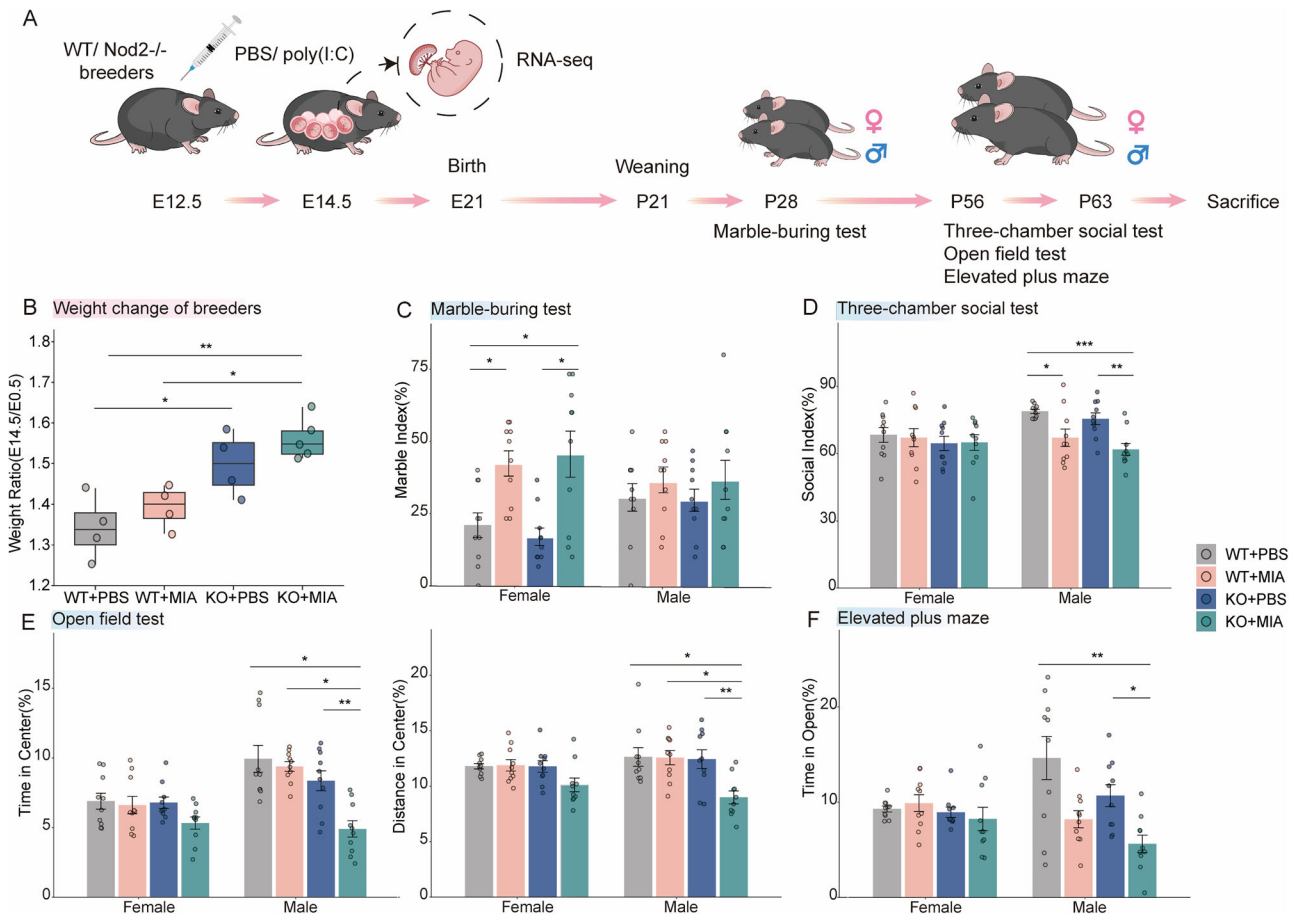 A
WT/ Nod2-/-
breeders
PBS/ poly(I:C)
RNA-seq
Birth
Weaning
♀
♂
♀
♂
E12.5
E14.5
E21
P21
P28
P56
P63
Sacrifice
Marble-buring test
Three-chamber social test
Open field test
Elevated plus maze
B
Weight change of breeders
Weight Ratio(E14.5/E0.5)
1.8
1.7
1.6
1.5
1.4
1.3
1.2
**
*
*
WT+PBS
WT+MIA
KO+PBS
KO+MIA
C
Marble-buring test
Marble Index(%)
75
50
25
0
*
*
*
Female
Male
D
Three-chamber social test
Social Index(%)
90
60
30
0
***
*
**
Female
Male
WT+PBS
WT+MIA
KO+PBS
KO+MIA
E
Open field test
Time in Center(%)
15
10
5
0
*
*
**
Female
Male
Distance in Center(%)
20
15
10
5
0
*
*
**
Female
Male
F
Elevated plus maze
Time in Open(%)
20
10
0
**
*
Female
Male